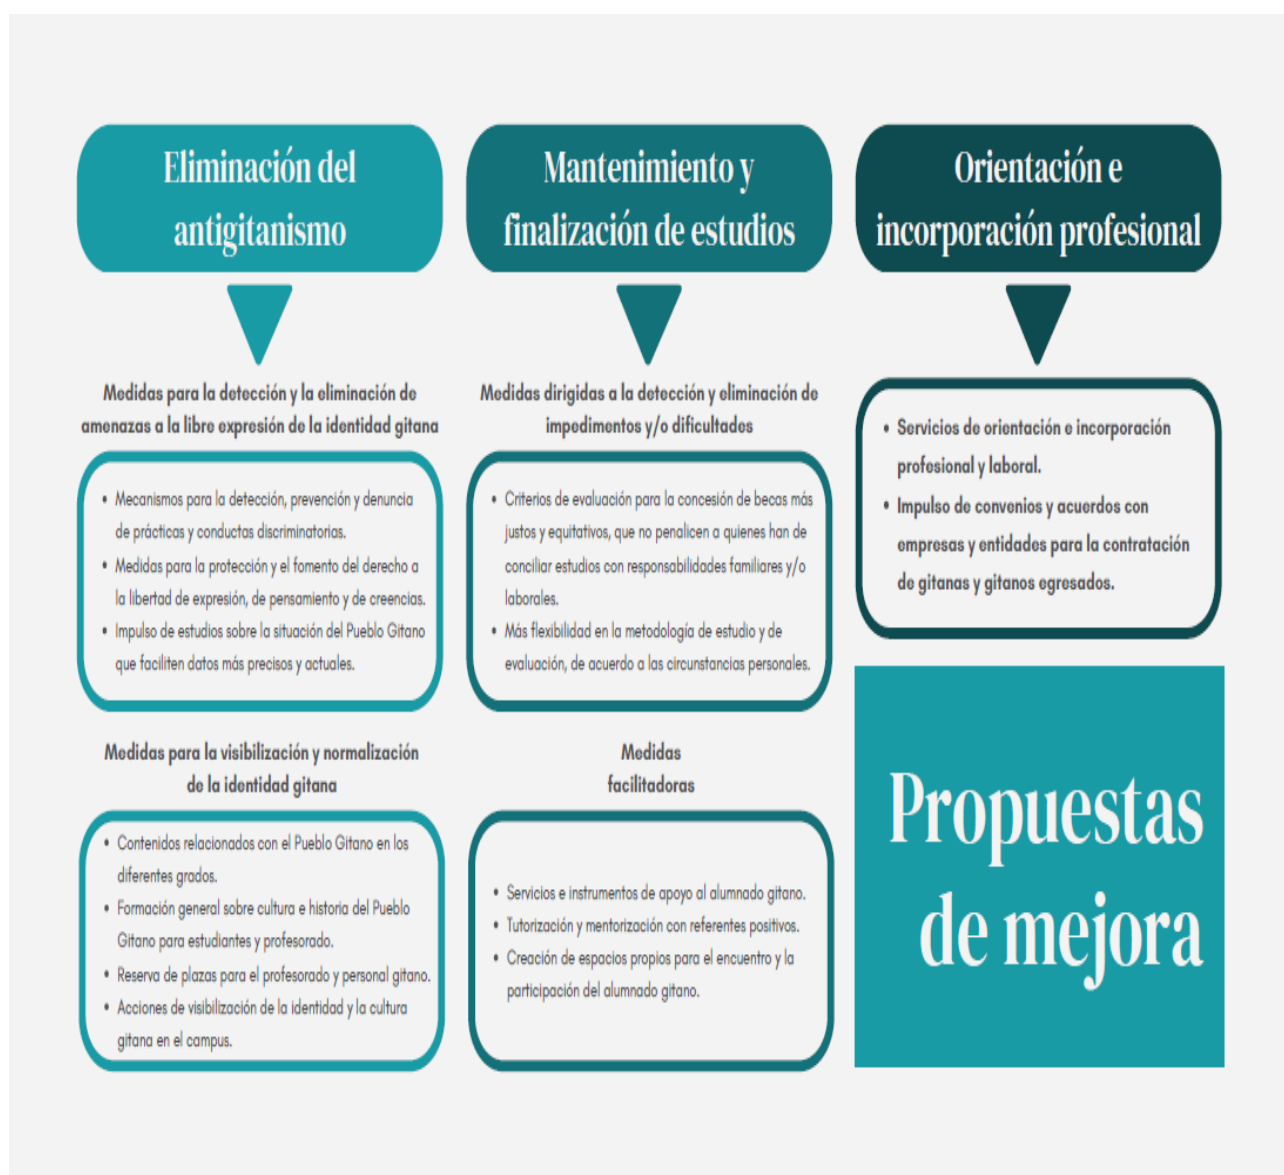 Eliminación del
antigitanismo
Medidas para la detección y la eliminación de
amenazas a la libre expresión de la identidad gitana
• Mecanismos para la detección, prevención y denuncia
de prácticas y conductas discriminatorias.
• Medidas para la protección y el fomento del derecho a
la libertad de expresión, de pensamiento y de creencias.
• Impulso de estudios sobre la situación del Pueblo Gitano
que faciliten datos más precisos y actuales.
Medidas para la visibilización y normalización
de la identidad gitana
• Contenidos relacionados con el Pueblo Gitano en los
diferentes grados.
• Formación general sobre cultura e historia del Pueblo
Gitano para estudiantes y profesorado.
• Reserva de plazas para el profesorado y personal gitano.
• Acciones de visibilización de la identidad y la cultura
gitana en el campus.
Mantenimiento y
finalización de estudios
Medidas dirigidas a la detección y eliminación de
impedimentos y/o dificultades
• Criterios de evaluación para la concesión de becas más
justos y equitativos, que no penalicen a quienes han de
conciliar estudios con responsabilidades familiares y/o
laborales.
• Más flexibilidad en la metodología de estudio y de
evaluación, de acuerdo a las circunstancias personales.
Medidas
facilitadoras
• Servicios e instrumentos de apoyo al alumnado gitano.
• Tutorización y mentorización con referentes positivos.
• Creación de espacios propios para el encuentro y la
participación del alumnado gitano.
Orientación e
incorporación profesional
• Servicios de orientación e incorporación
profesional y laboral.
• Impulso de convenios y acuerdos con
empresas y entidades para la contratación
de gitanas y gitanos egresados.
Propuestas
de mejora